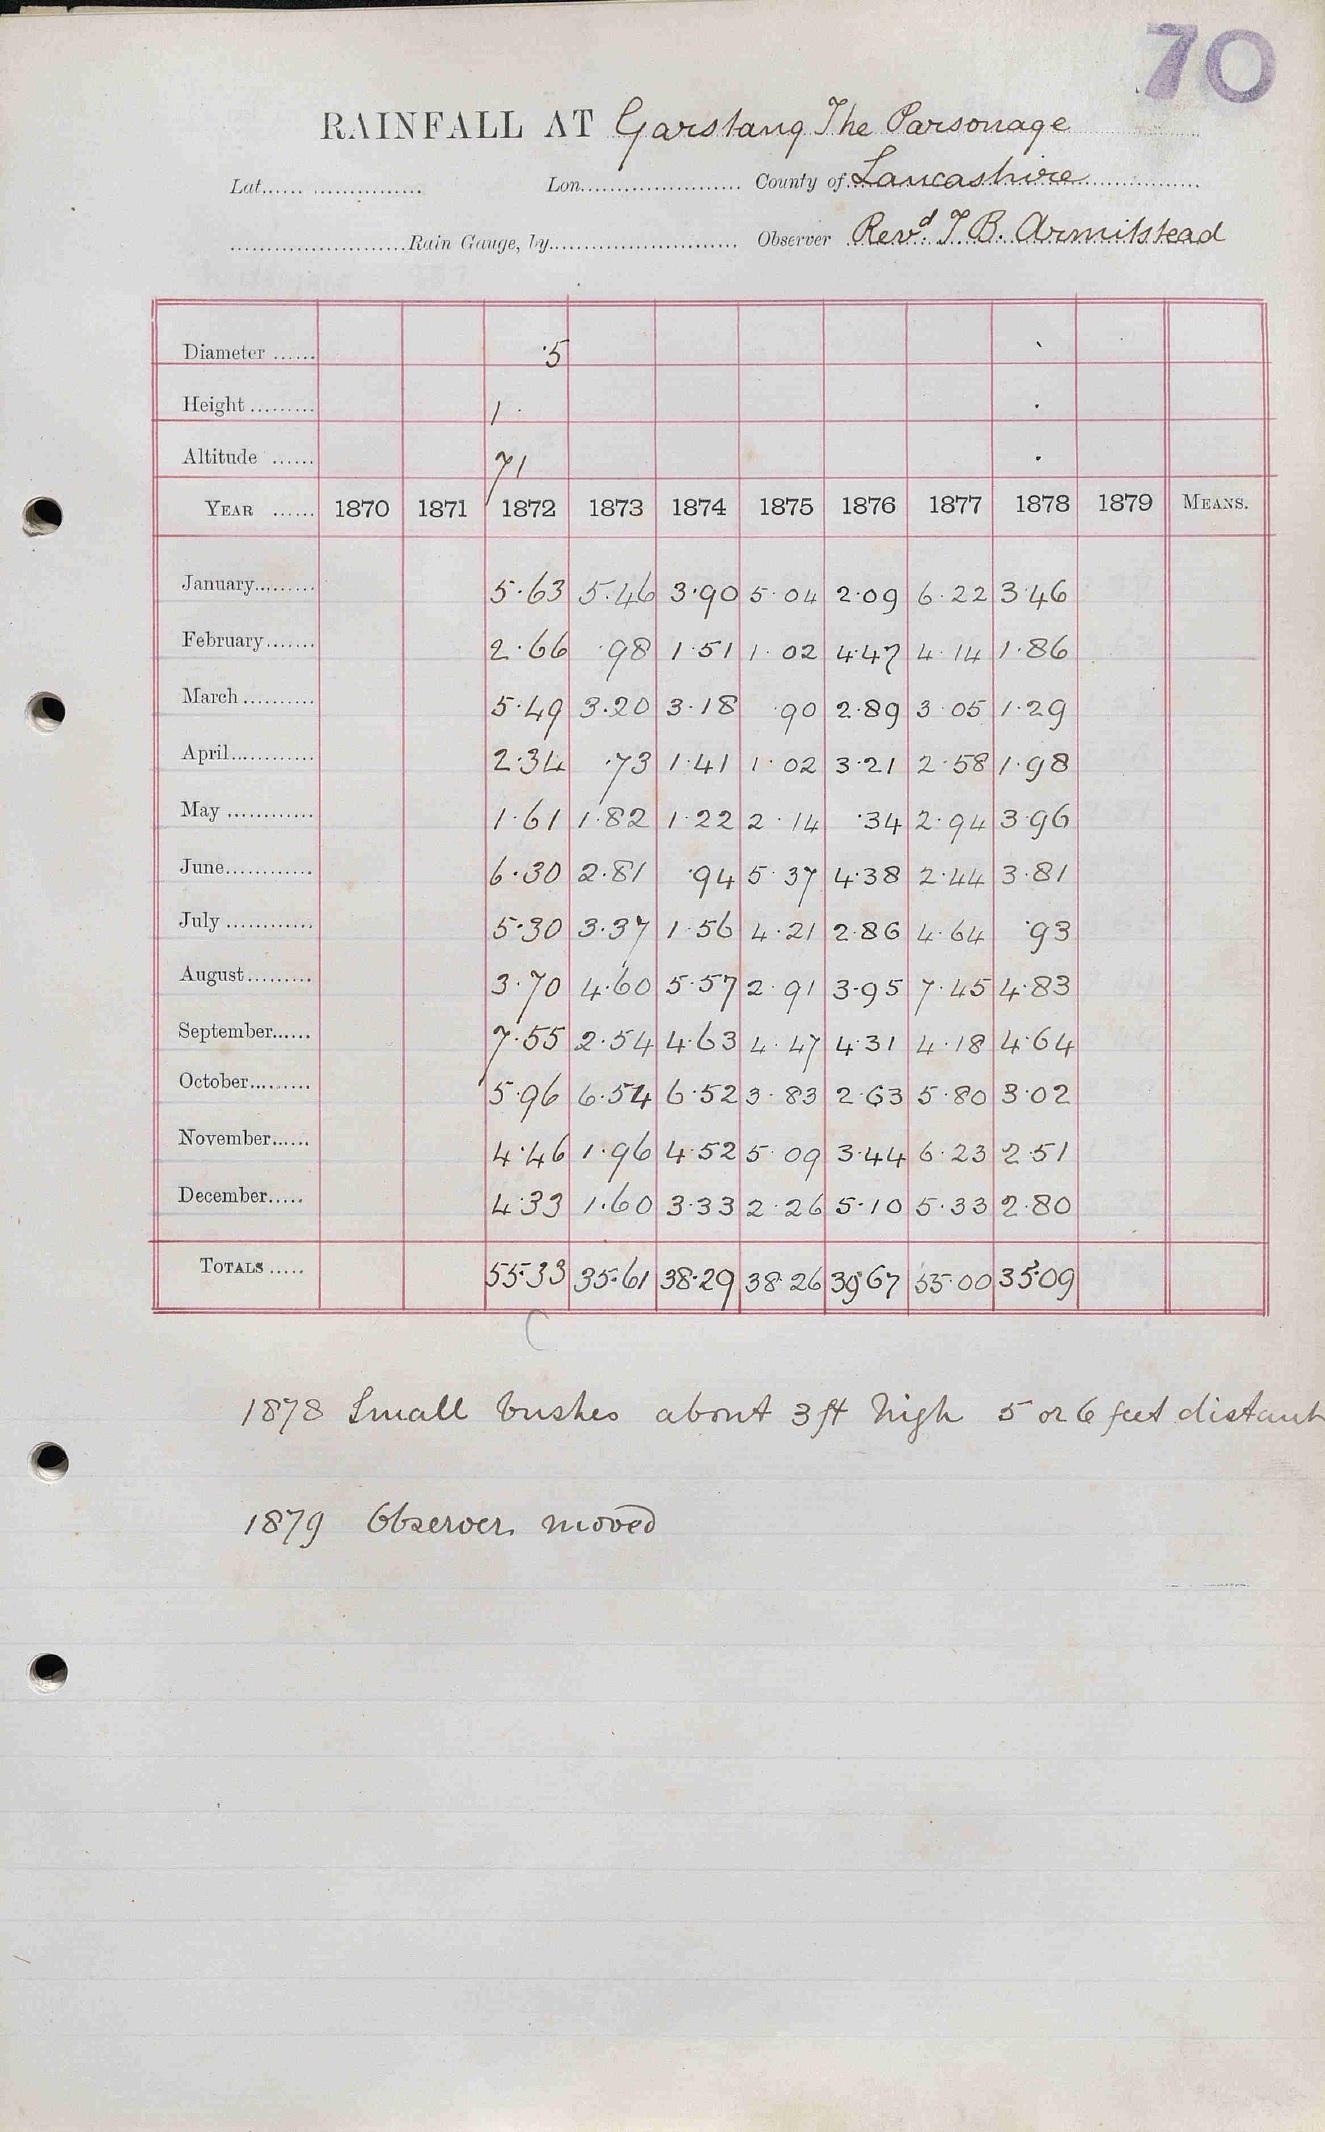 70
RAINFALL AT Garstang The Parsonage
Lat. Lon. County of Lancashire
Rain Gauge, by Observer Revd. T B. Armitstead
Diameter ...... ·5
Height ......... 1 ·
Altitude ...... 71
YEAR ...... 1870 1871 1872 1873 1874 1875 1876 1877 1878 1879 MEANS.
January......... 5·63 5·46 3·90 5·04 2·09 6·22 3·46
February....... 2·66 ·98 1·51 1·02 4·47 4·14 1·86
March.......... 5·49 3·20 3·18 ·90 2·89 3·05 1·29
April............ 2·34 ·73 1·41 1·02 3·21 2·58 1·98
May ............ 1·61 1·82 1·22 2·14 ·34 2·94 3·96
June............ 6·30 2·81 ·94 5·37 4·38 2·44 3·81
July ............ 5·30 3·37 1·56 4·21 2·86 4·64 ·93
August......... 3·70 4·60 5·57 2·91 3·95 7·45 4·83
September...... 7·55 2·54 4·63 4·47 4·31 4·18 4·64
October......... 5·96 6·54 6·52 3·83 2·63 5·80 3·02
November...... 4·46 1·96 4·52 5·09 3·44 6·23 2·51
December..... 4·33 1·60 3·33 2·26 5·10 5·33 2·80
TOTALS ..... 55·33 35·61 38·29 38·26 39·67 55·00 35·09
1878 Small bushes about 3 ft high 5 or 6 feet distant
1879 Observer moved